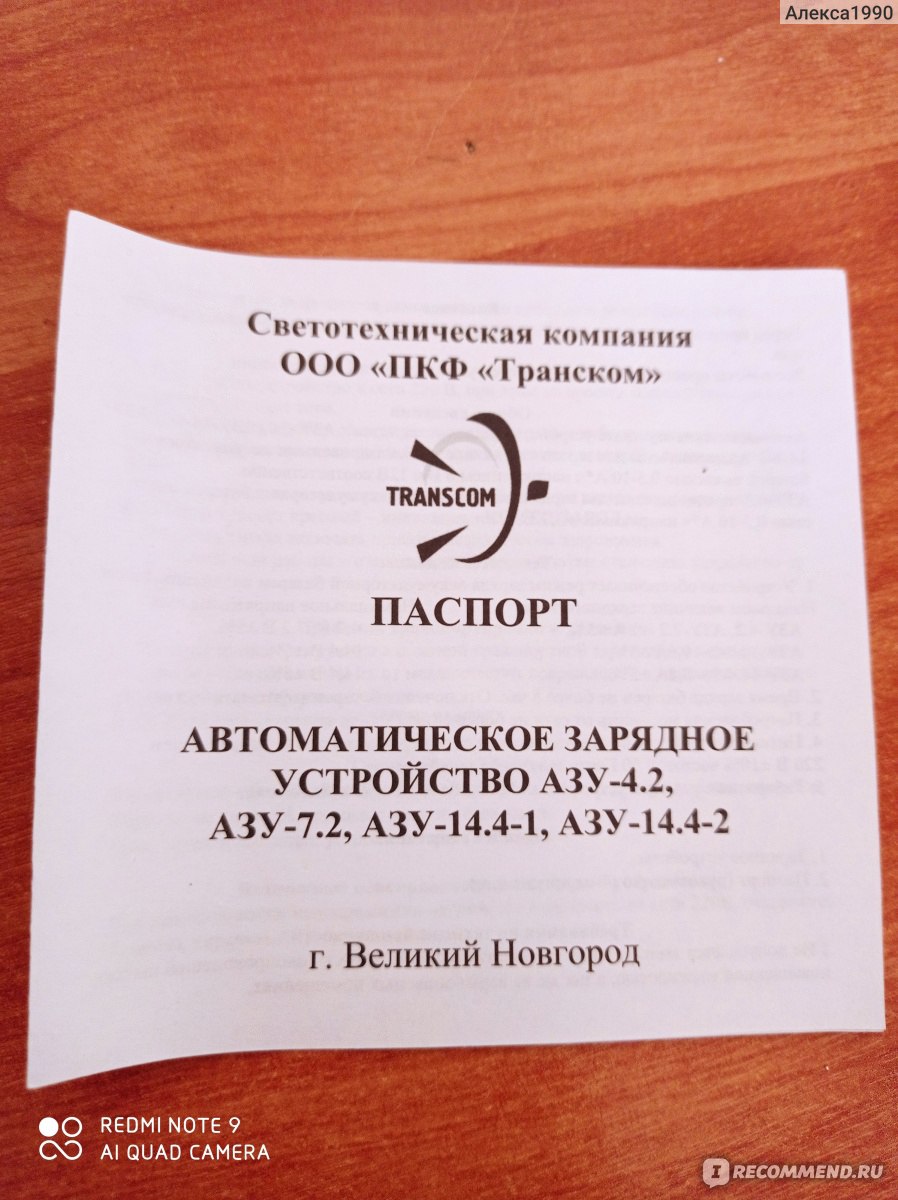 Алекса1990
Светотехническая компания
ООО «ПКФ «Транском»
TRANSCOM
ПАСПОРТ
АВТОМАТИЧЕСКОЕ ЗАРЯДНОЕ
УСТРОЙСТВО АЗУ-4.2,
АЗУ-7.2, АЗУ-14.4-1, АЗУ-14.4-2
г. Великий Новгород
REDMI NOTE 9
AI QUAD CAMERA
IRECOMMEND.RU